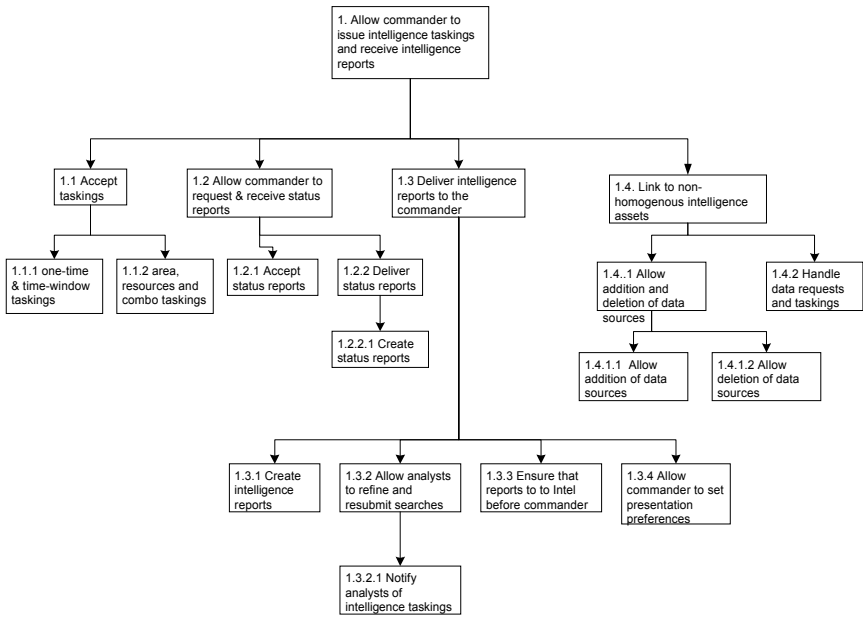 1. Allow commander to
issue intelligence taskings
and receive intelligence
reports
1.1 Accept
taskings
1.2 Allow commander to
request & receive status
reports
1.3 Deliver intelligence
reports to the
commander
1.4. Link to non-
homogenous intelligence
assets
1.1.1 one-time
& time-window
taskings
1.1.2 area,
resources and
combo taskings
1.2.1 Accept
status reports
1.2.2 Deliver
status reports
1.4..1 Allow
addition and
deletion of data
sources
1.4.2 Handle
data requests
and taskings
1.2.2.1 Create
status reports
1.4.1.1 Allow
addition of data
sources
1.4.1.2 Allow
deletion of data
sources
1.3.1 Create
intelligence
reports
1.3.2 Allow analysts
to refine and
resubmit searches
1.3.3 Ensure that
reports to to Intel
before commander
1.3.4 Allow
commander to set
presentation
preferences
1.3.2.1 Notify
analysts of
intelligence taskings